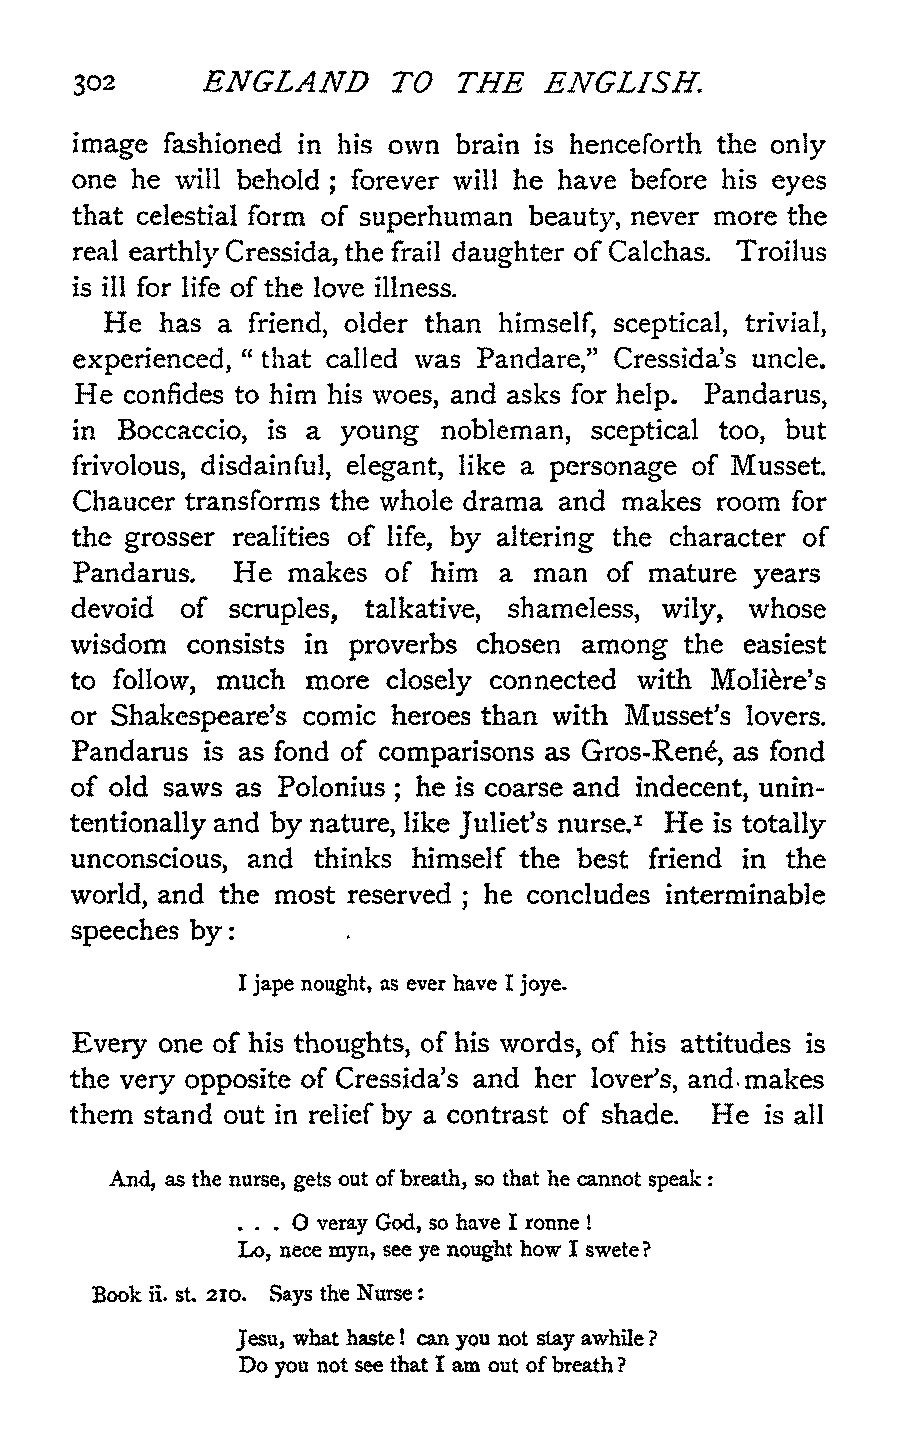 302 ENGLAND TO THE ENGLISH.
image fashioned in his own brain is henceforth the only
one he will behold ; forever will he have before his eyes
that celestial form of superhuman beauty, never more the
real earthly Cressida, the frail daughter of Calchas. Troilus
is ill for life of the love illness.
He has a friend, older than himself, sceptical, trivial,
experienced, “ that called was Pandare,” Cressida’s uncle.
He confides to him his woes, and asks for help. Pandarus,
in Boccaccio, is a young nobleman, sceptical too, but
frivolous, disdainful, elegant, like a personage of Musset.
Chaucer transforms the whole drama and makes room for
the grosser realities of life, by altering the character of
Pandarus. He makes of him a man of mature years
devoid of scruples, talkative, shameless, wily, whose
wisdom consists in proverbs chosen among the easiest
to follow, much more closely connected with Molière’s
or Shakespeare’s comic heroes than with Musset’s lovers.
Pandarus is as fond of comparisons as Gros-René, as fond
of old saws as Polonius ; he is coarse and indecent, unin-
tentionally and by nature, like Juliet’s nurse.¹ He is totally
unconscious, and thinks himself the best friend in the
world, and the most reserved ; he concludes interminable
speeches by :
I jape nought, as ever have I joye.
Every one of his thoughts, of his words, of his attitudes is
the very opposite of Cressida’s and her lover’s, and makes
them stand out in relief by a contrast of shade. He is all
And, as the nurse, gets out of breath, so that he cannot speak :
. . . O veray God, so have I ronne !
Lo, nece myn, see ye nought how I swete ?
Book ii. st. 210. Says the Nurse :
Jesu, what haste ! can you not stay awhile ?
Do you not see that I am out of breath ?